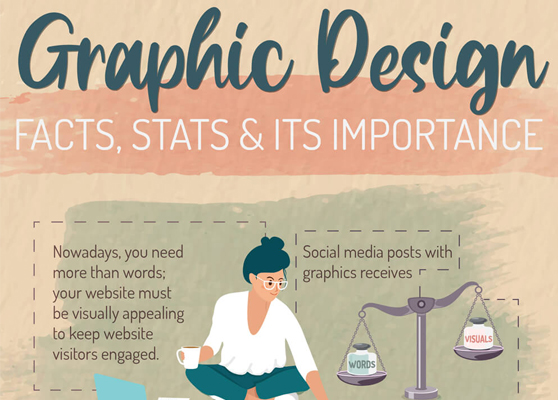 Graphic Design
FACTS, STATS & ITS IMPORTANCE
Nowadays, you need
more than words;
your website must
be visually appealing
to keep website
visitors engaged.
Social media posts with
graphics receives
WORDS
VISUALS